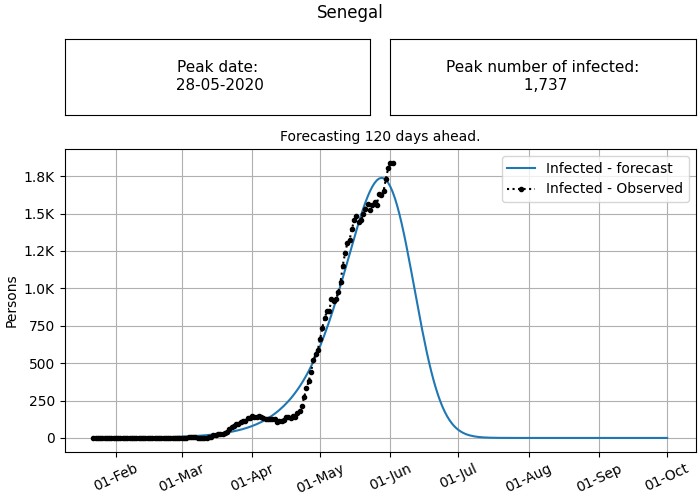 Senegal
Peak date:
28-05-2020
Peak number of infected:
1,737
Forecasting 120 days ahead.
Infected - forecast
Infected - Observed
1.8K
1.5K
1.2K
1.0K
750
500
250
0
Persons
01-Feb
01-Mar
01-Apr
01-May
01-Jun
01-Jul
01-Aug
01-Sep
01-Oct